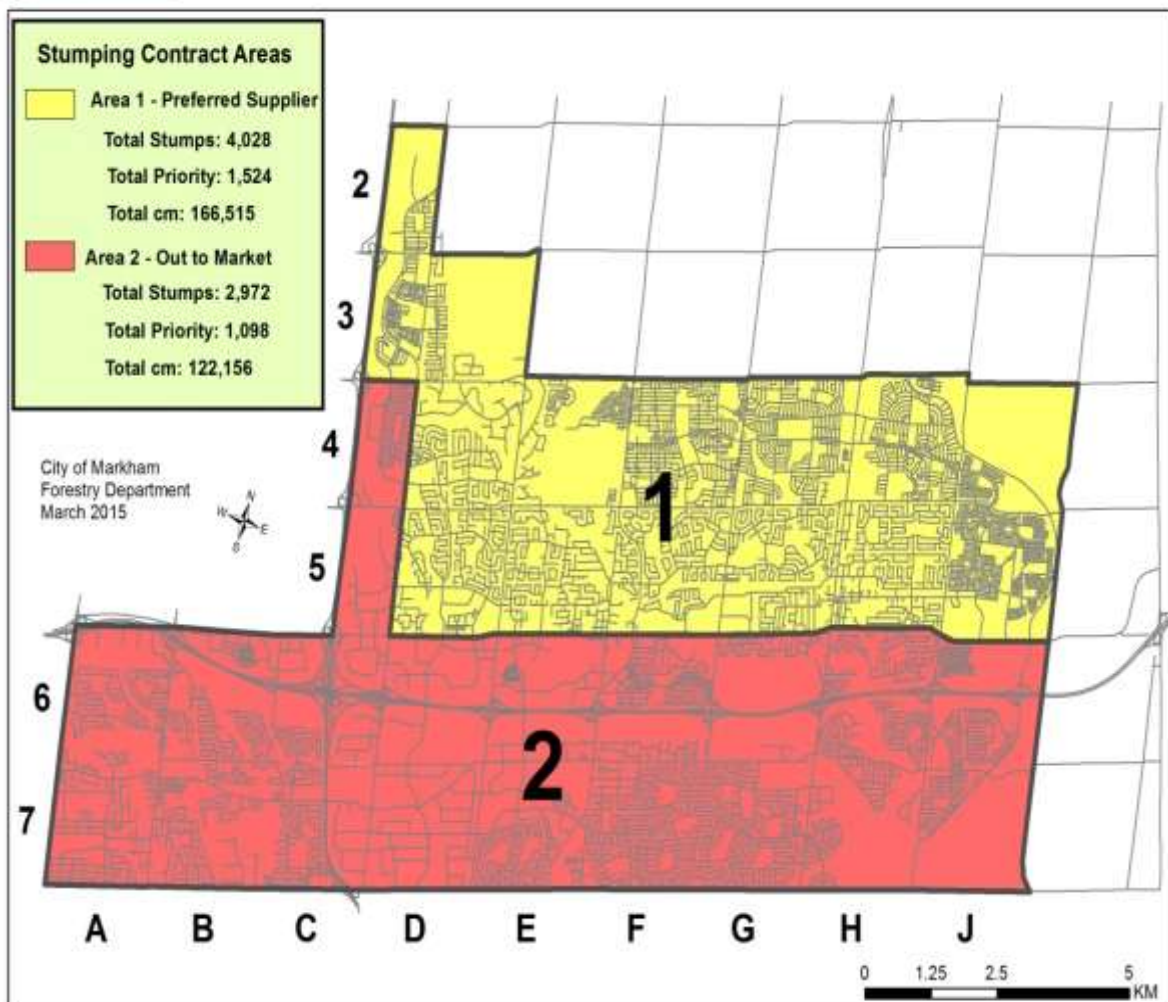 Stumping Contract Areas
Area 1 - Preferred Supplier
Total Stumps: 4,028
Total Priority: 1,524
Total cm: 166,515
Area 2 - Out to Market
Total Stumps: 2,972
Total Priority: 1,098
Total cm: 122,156
2
3
4
City of Markham
Forestry Department
March 2015
N
W
E
S
1
5
6
2
7
A B C D E F G H J
0 1.25 2.5 5
KM